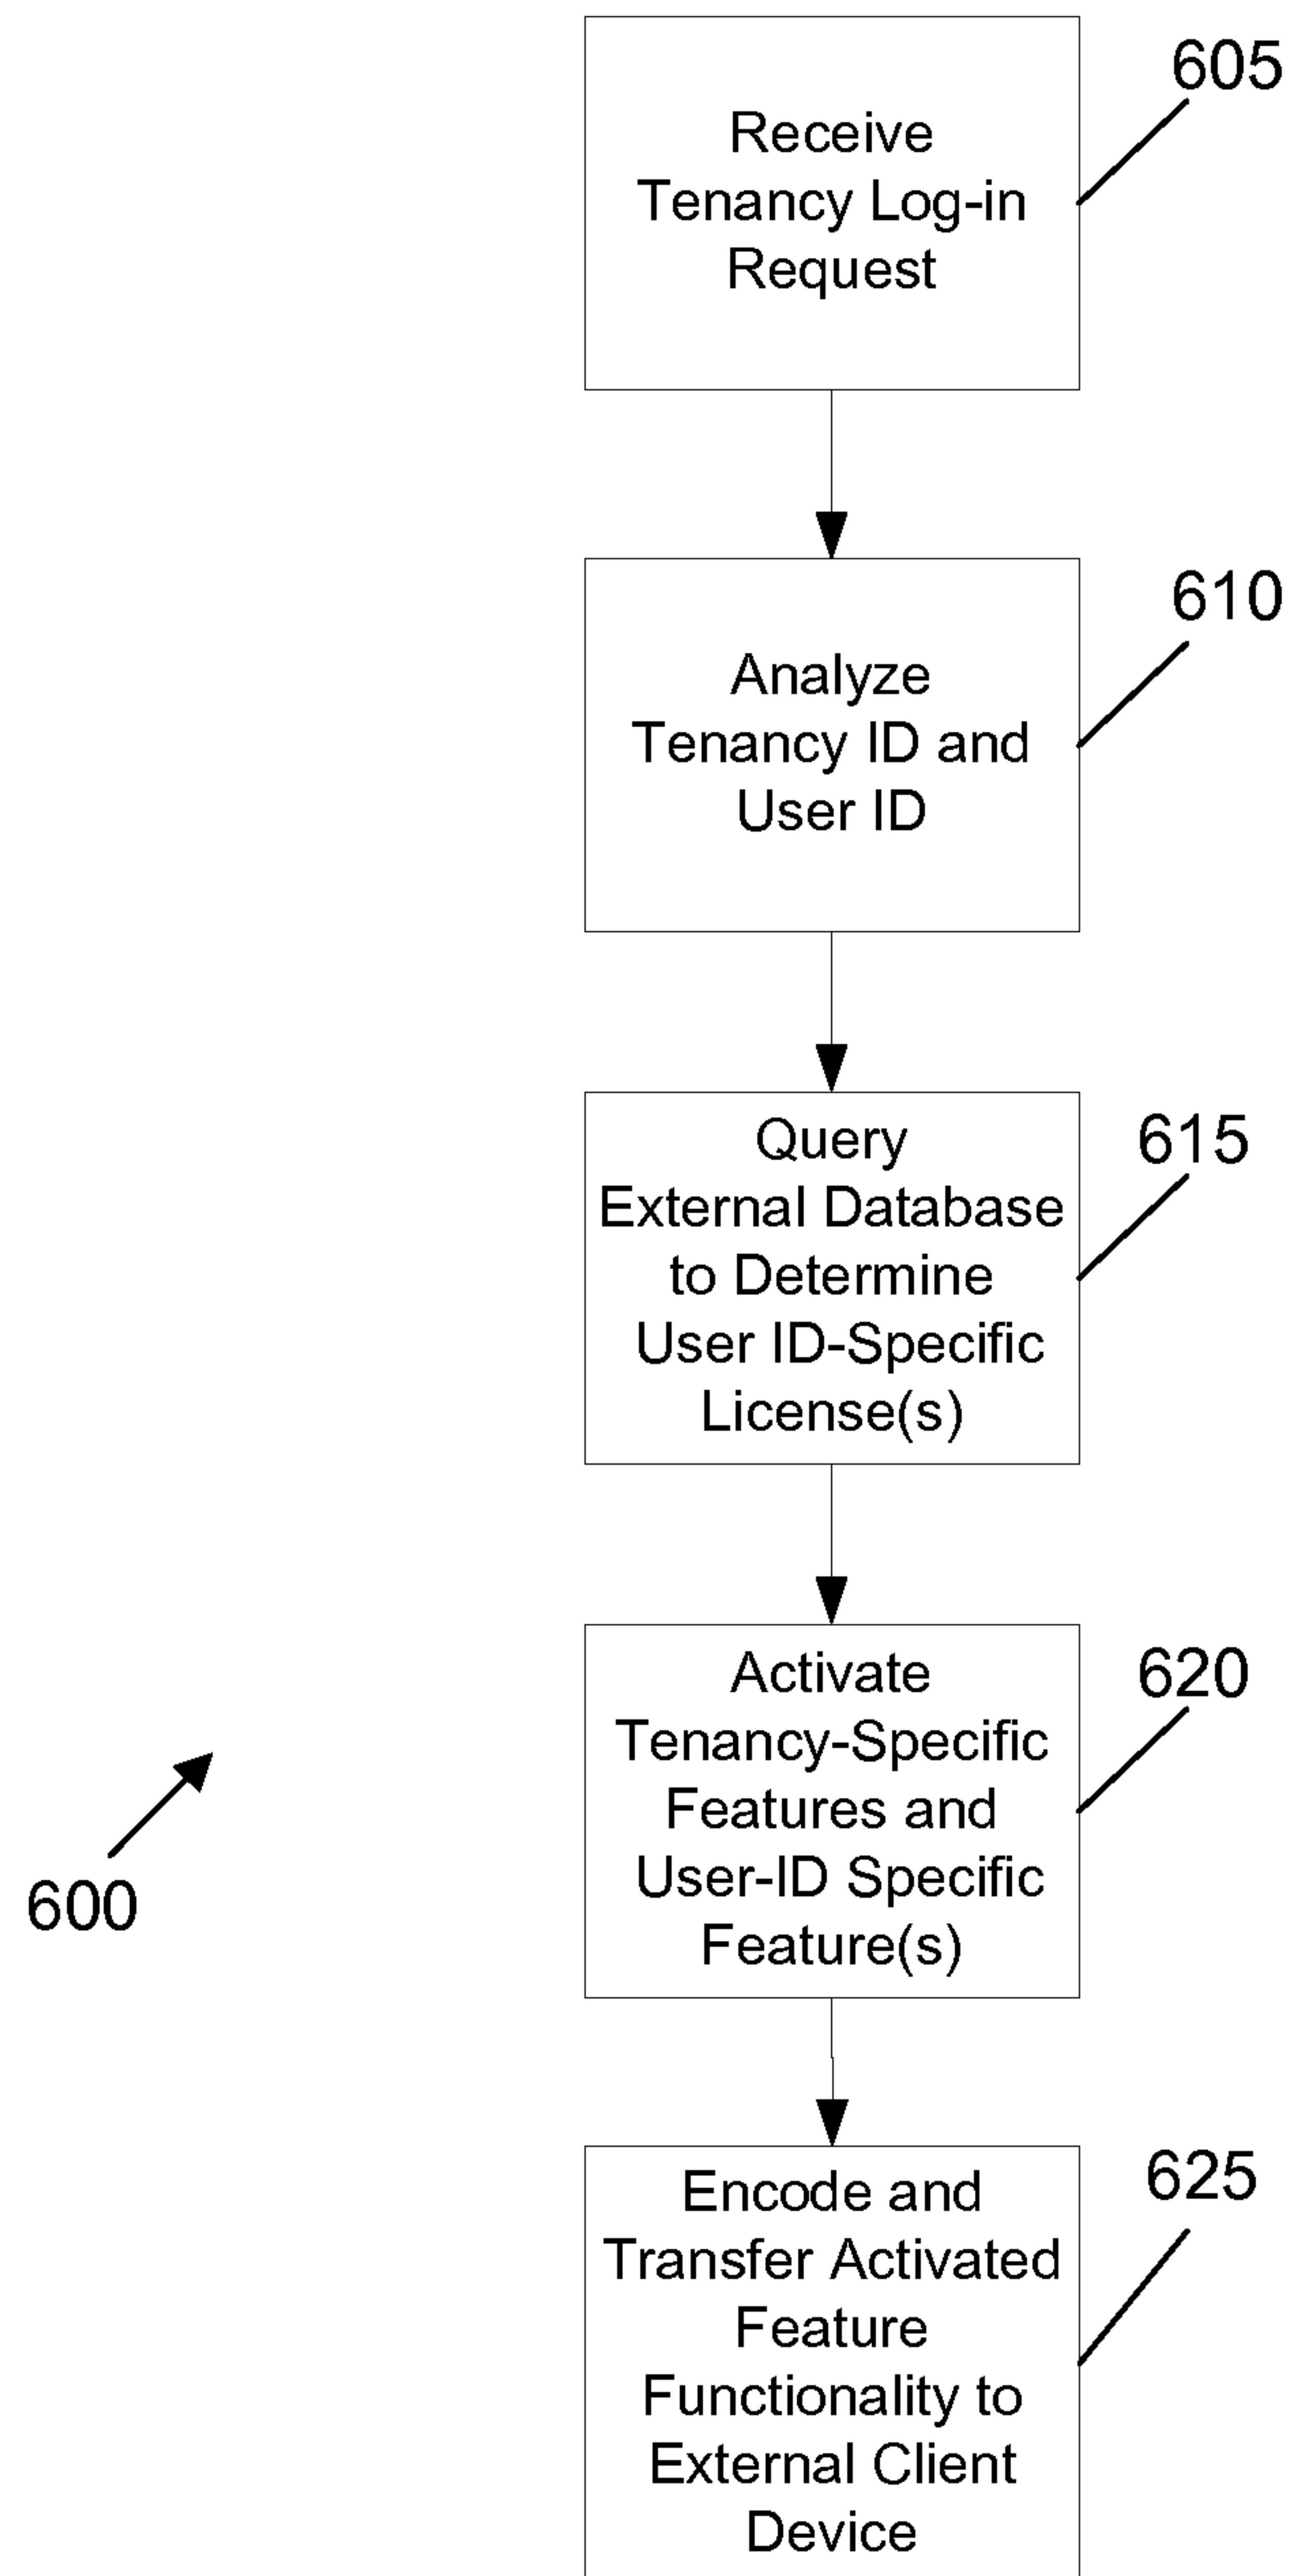 605
Receive
Tenancy Log-in
Request
610
Analyze
Tenancy ID and
User ID
615
Query
External Database
to Determine
User ID-Specific
License(s)
620
Activate
Tenancy-Specific
Features and
User-ID Specific
Feature(s)
600
625
Encode and
Transfer Activated
Feature
Functionality to
External Client
Device